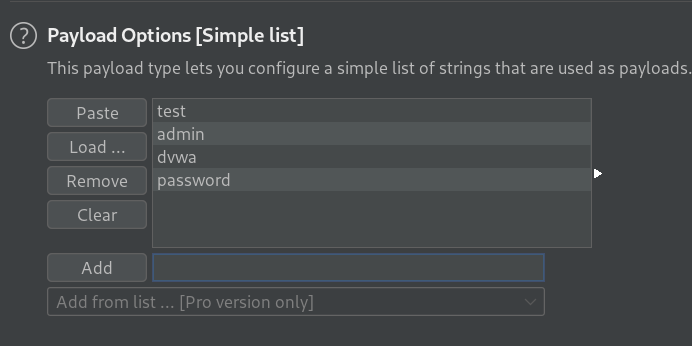 ? Payload Options [Simple list]
This payload type lets you configure a simple list of strings that are used as payloads.
Paste
Load ...
Remove
Clear
test
admin
dvwa
password
Add
Add from list ... [Pro version only]